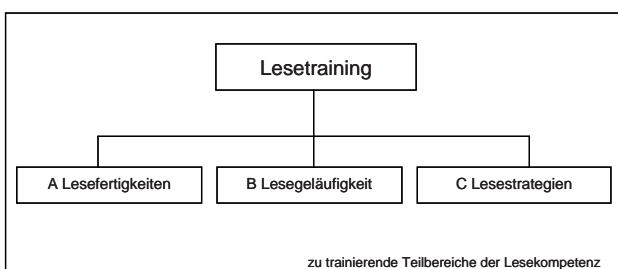 Lesetraining
A Lesefertigkeiten
B Lesegeläufigkeit
C Lesestrategien
zu trainierende Teilbereiche der Lesekompetenz